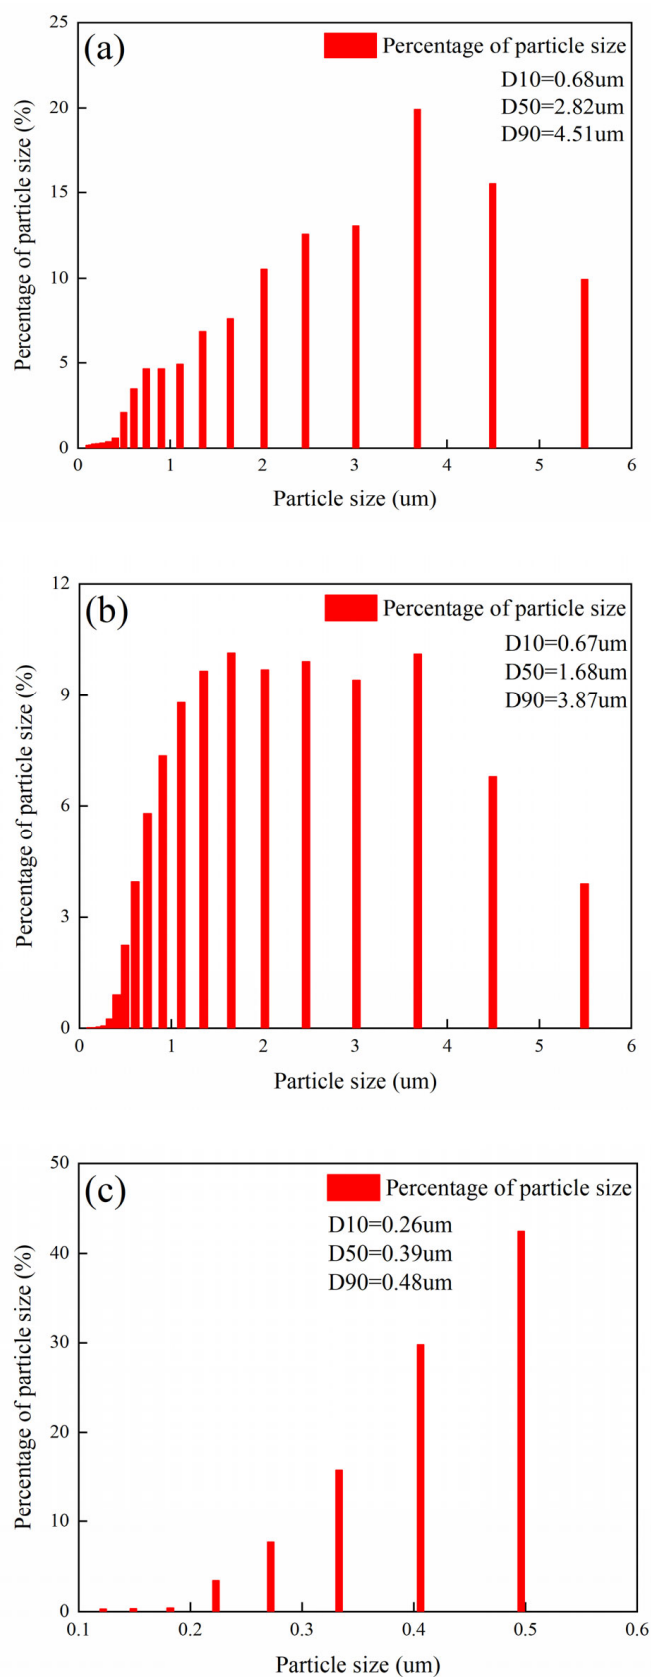 (a)
Percentage of particle size
D10=0.68um
D50=2.82um
D90=4.51um
Percentage of particle size (%)
25
20
15
10
5
0
0 1 2 3 4 5 6
Particle size (um)
(b)
Percentage of particle size
D10=0.67um
D50=1.68um
D90=3.87um
Percentage of particle size (%)
12
9
6
3
0
0 1 2 3 4 5 6
Particle size (um)
(c)
Percentage of particle size
D10=0.26um
D50=0.39um
D90=0.48um
Percentage of particle size (%)
50
40
30
20
10
0
0.1 0.2 0.3 0.4 0.5 0.6
Particle size (um)